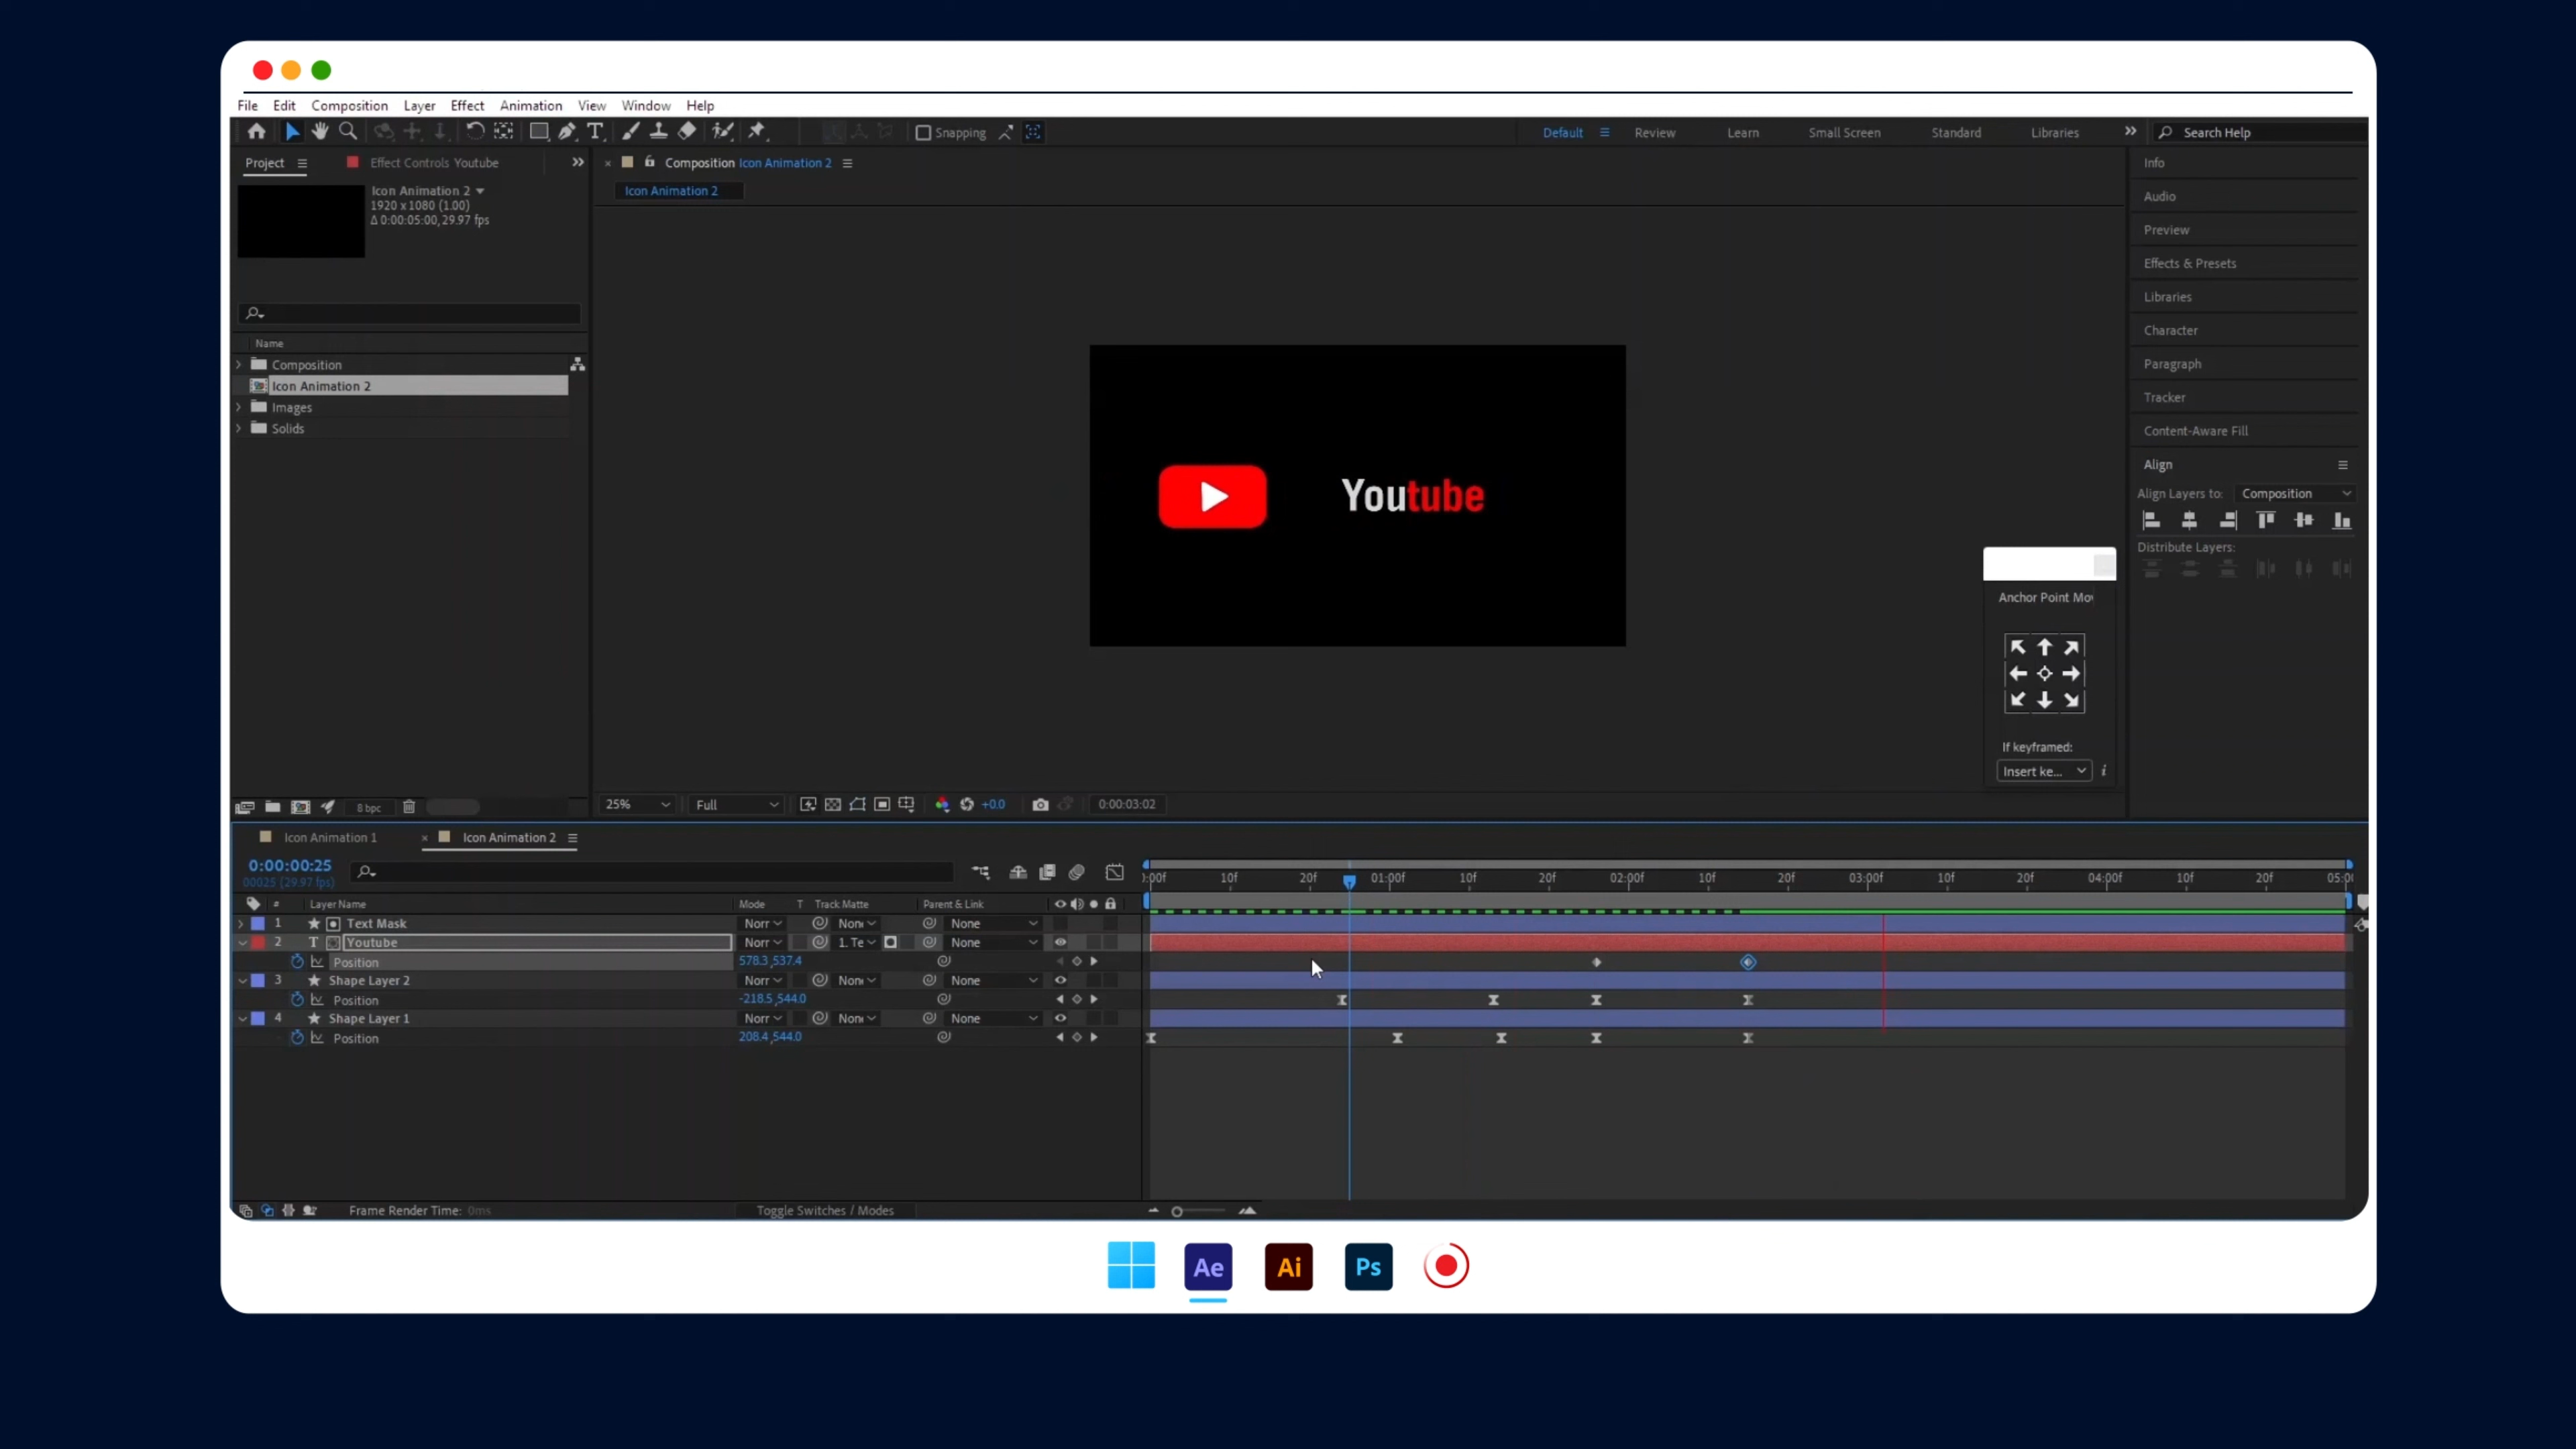 File Edit Composition Layer Effect Animation View Window Help
Snapping
Default Review Learn Small Screen Standard Libraries Search Help
Project Effect Controls Youtube
Composition Icon Animation 2
Icon Animation 2
Icon Animation 2
1920 x 1080 (1.00)
Δ 0:00:05:00, 29.97 fps
Name
Composition
Icon Animation 2
Images
Solids
Youtube
Info
Audio
Preview
Effects & Presets
Libraries
Character
Paragraph
Tracker
Content-Aware Fill
Align
Align Layers to: Composition
Distribute Layers:
Anchor Point Mov
If keyframed:
Insert ke...
8 bpc
25% Full +0.0 0:00:03:02
Icon Animation 1 Icon Animation 2
0:00:00:25
00025 (29.97 fps)
:00f 10f 20f 01:00f 10f 20f 02:00f 10f 20f 03:00f 10f 20f 04:00f 10f 20f 05:0
# Layer Name Mode T Track Matte Parent & Link
1 Text Mask Norr Non None
2 T Youtube Norr 1. Te None
Position 578.3,537.4
3 Shape Layer 2 Norr Non None
Position -218.5,544.0
4 Shape Layer 1 Norr Non None
Position 208.4,544.0
Frame Render Time: 0ms Toggle Switches / Modes
Ae Ai Ps